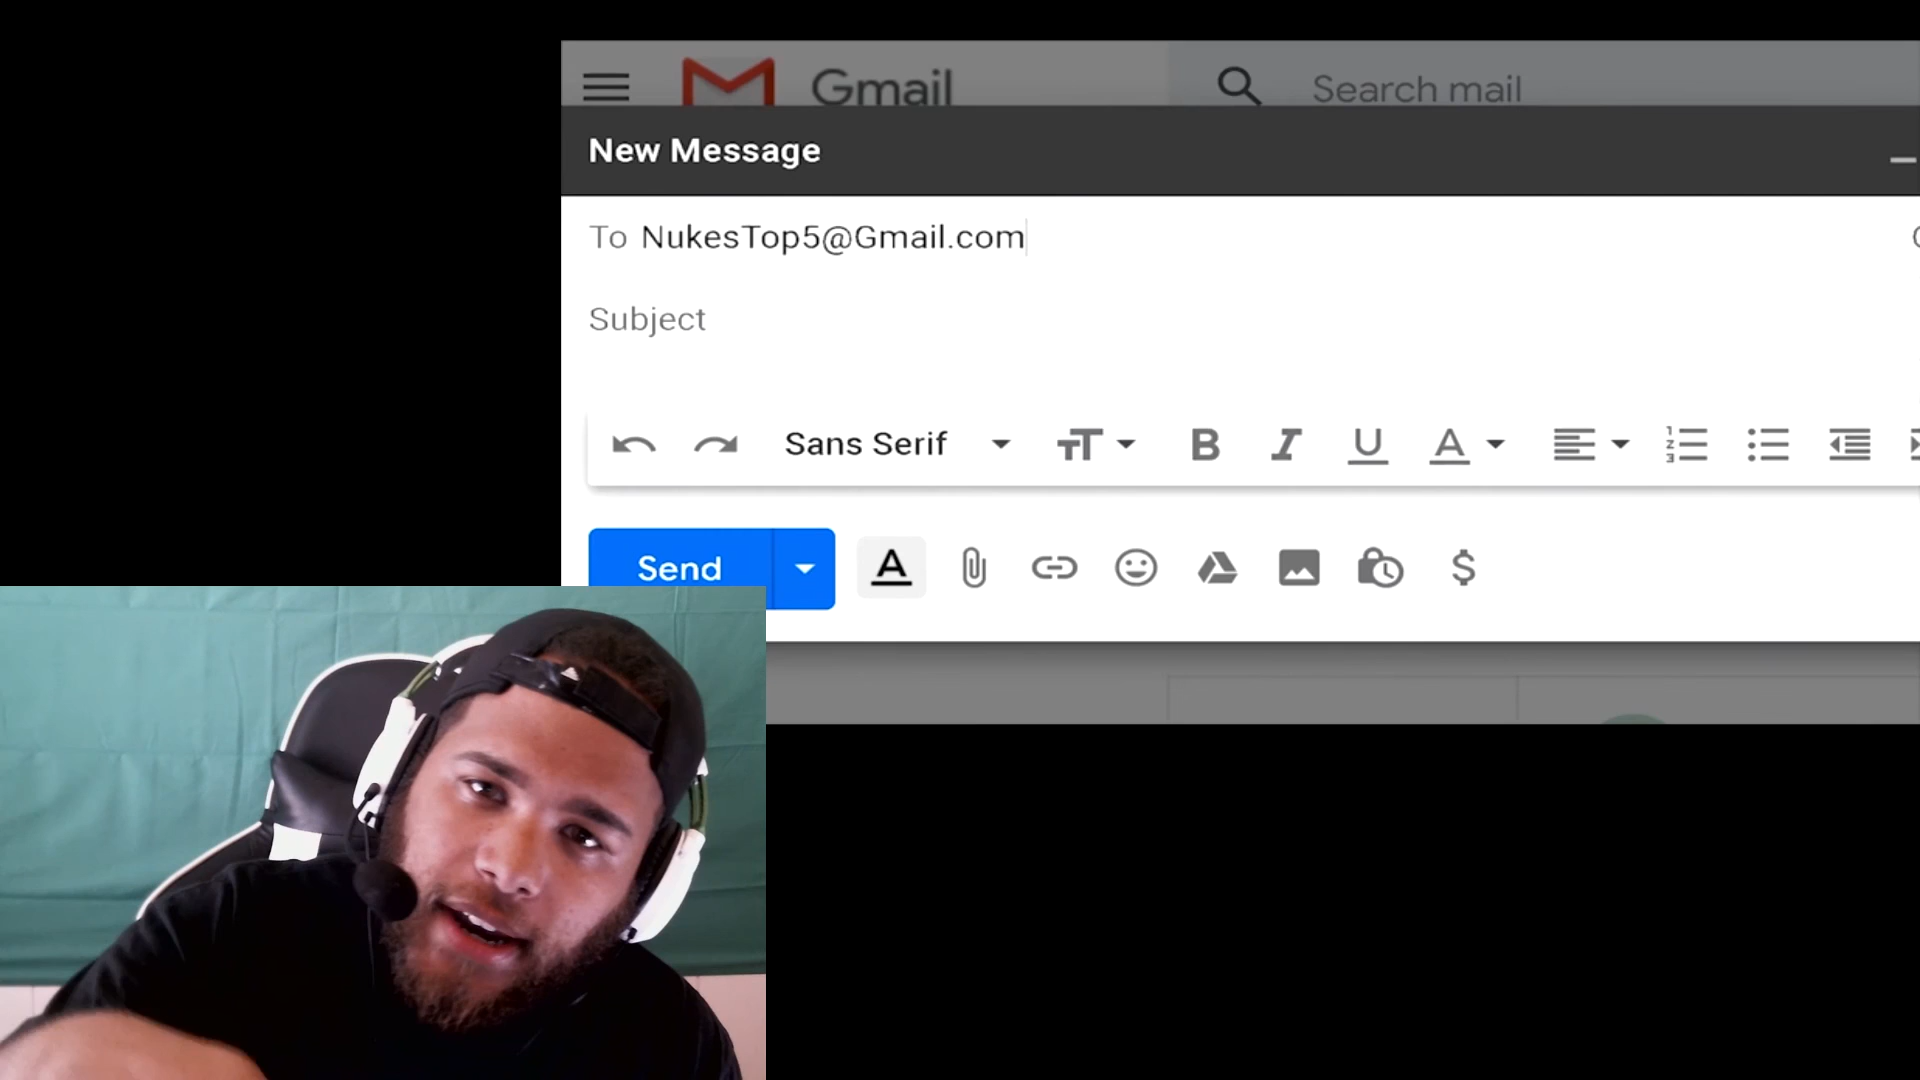 Gmail
Search mail
New Message
To NukesTop5@Gmail.com
Subject
Sans Serif
Send